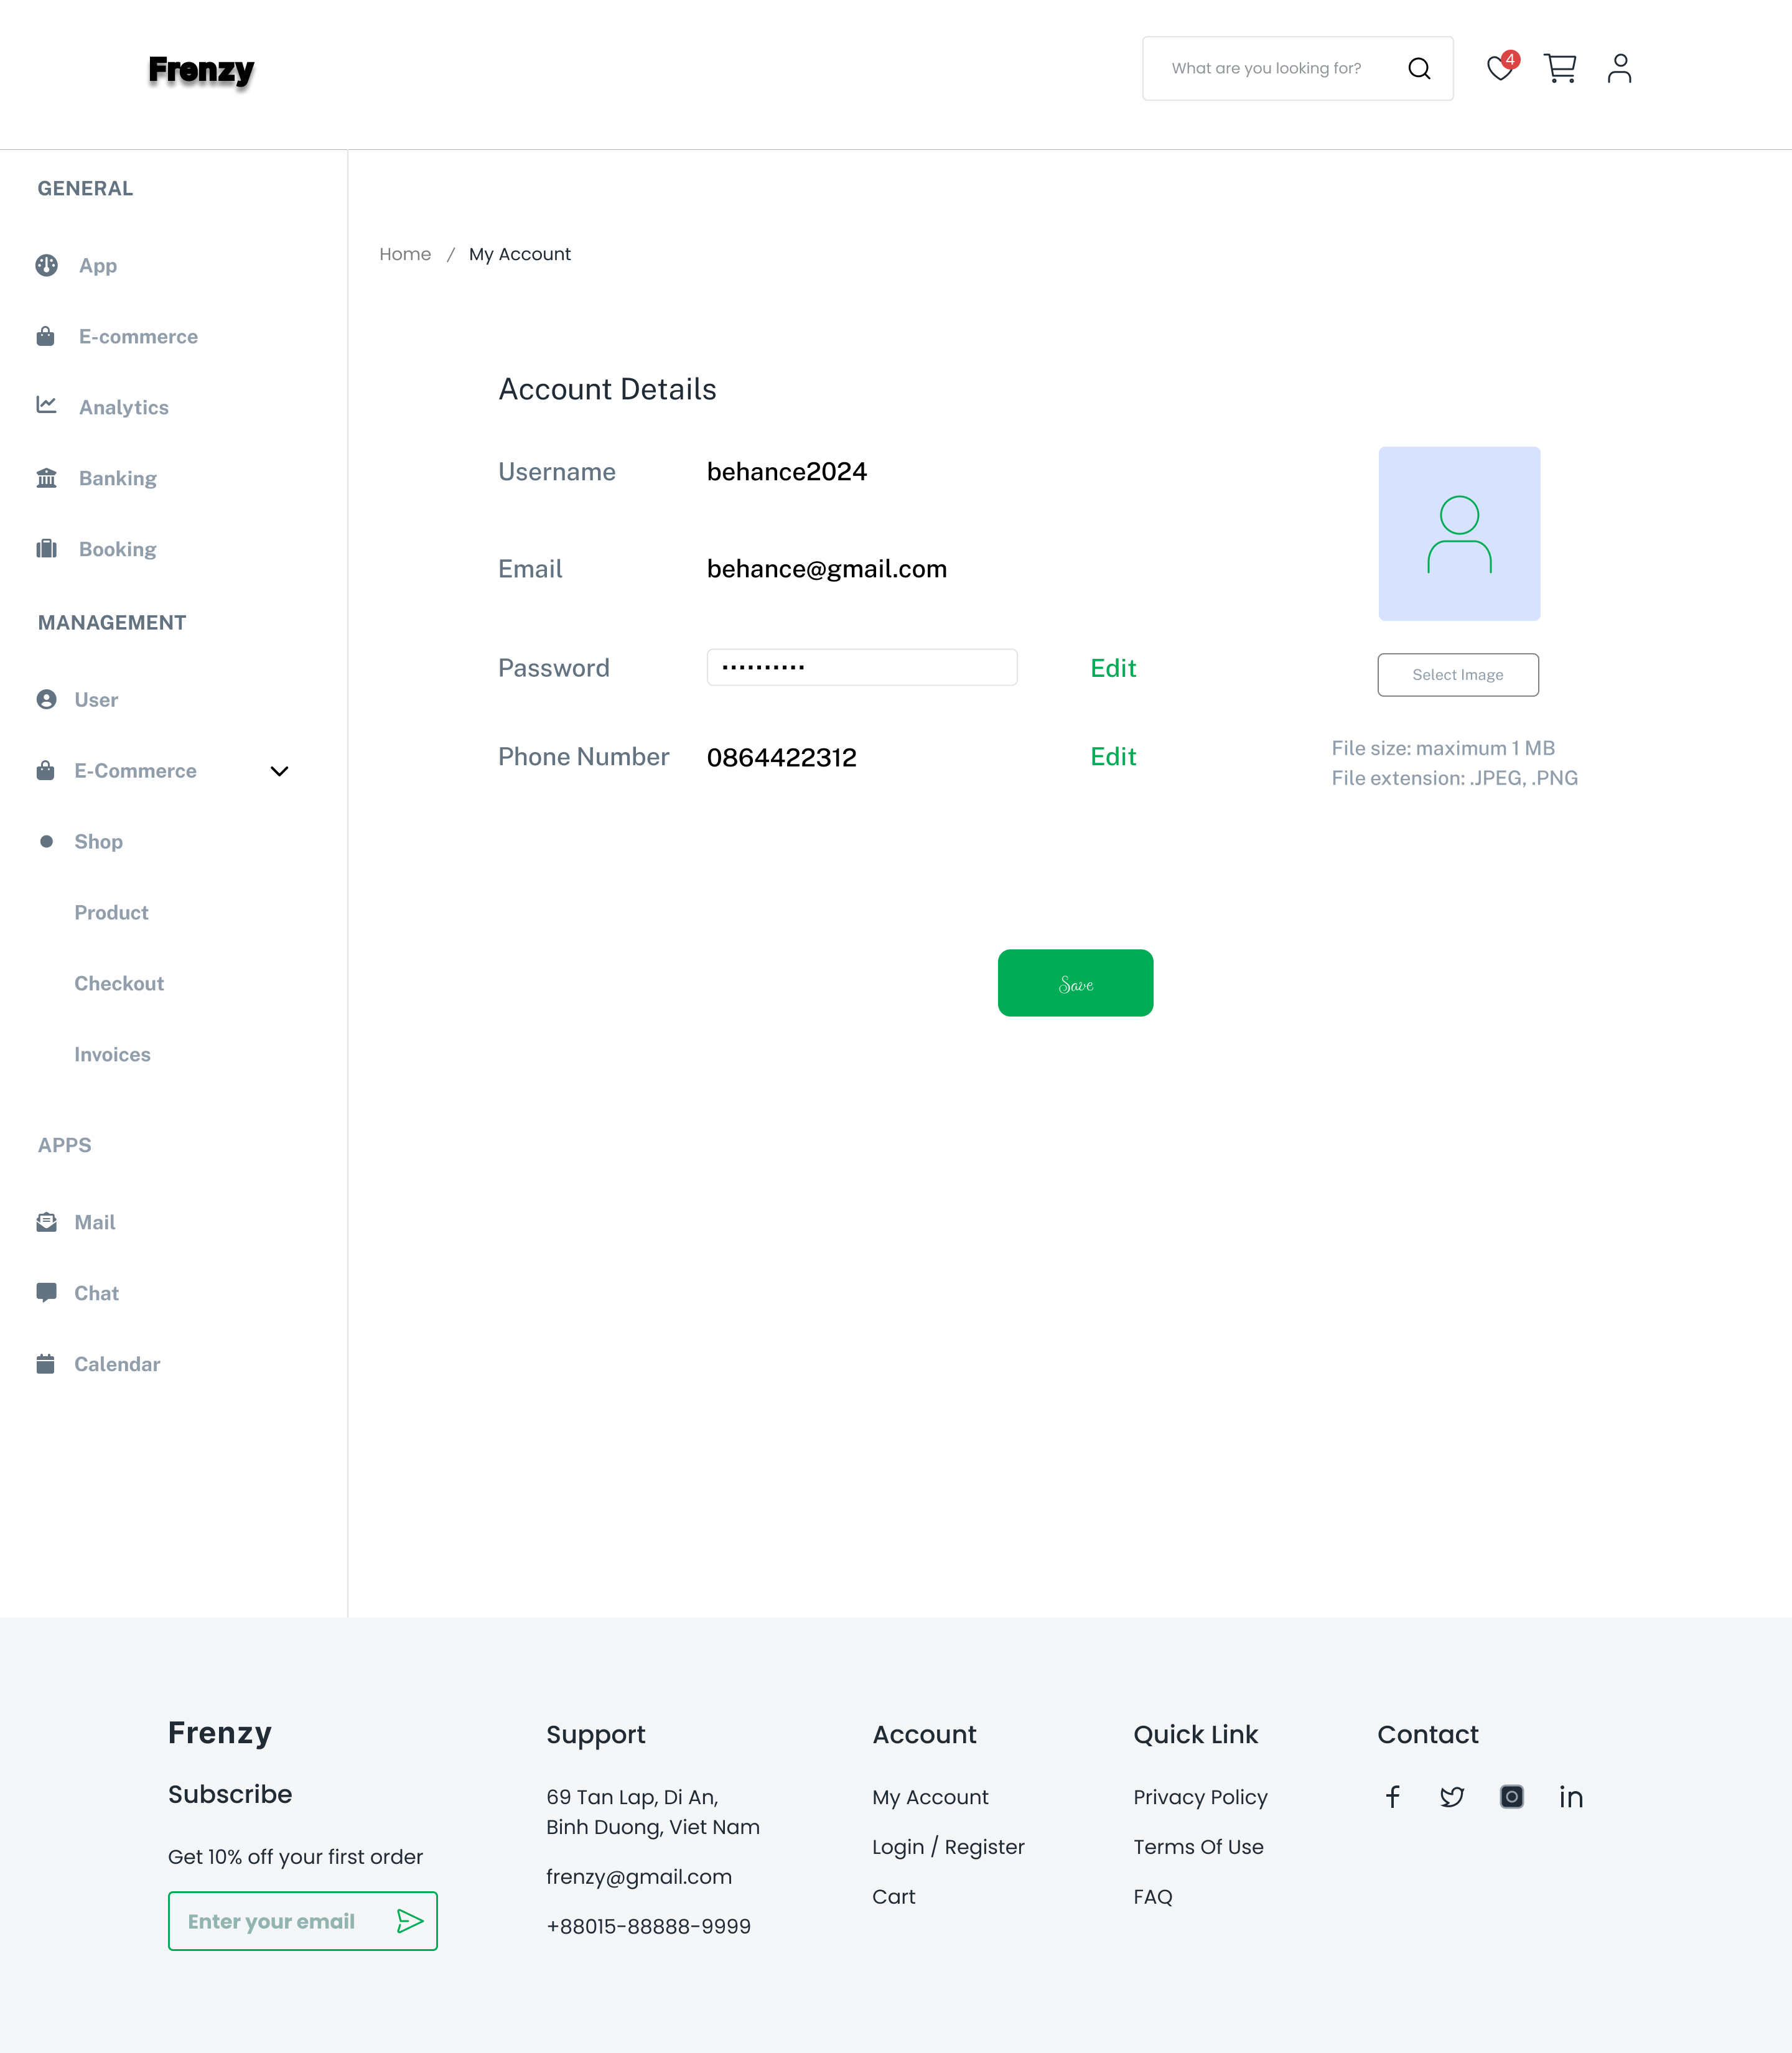 Frenzy
What are you looking for?
4
GENERAL
App
E-commerce
Analytics
Banking
Booking
MANAGEMENT
User
E-Commerce
Shop
Product
Checkout
Invoices
APPS
Mail
Chat
Calendar
Home / My Account
Account Details
Username behance2024
Email behance@gmail.com
Password •••••••••• Edit
Phone Number 0864422312 Edit
Select Image
File size: maximum 1 MB
File extension: .JPEG, .PNG
Save
Frenzy
Subscribe
Get 10% off your first order
Enter your email
Support
69 Tan Lap, Di An,
Binh Duong, Viet Nam
frenzy@gmail.com
+88015-88888-9999
Account
My Account
Login / Register
Cart
Quick Link
Privacy Policy
Terms Of Use
FAQ
Contact